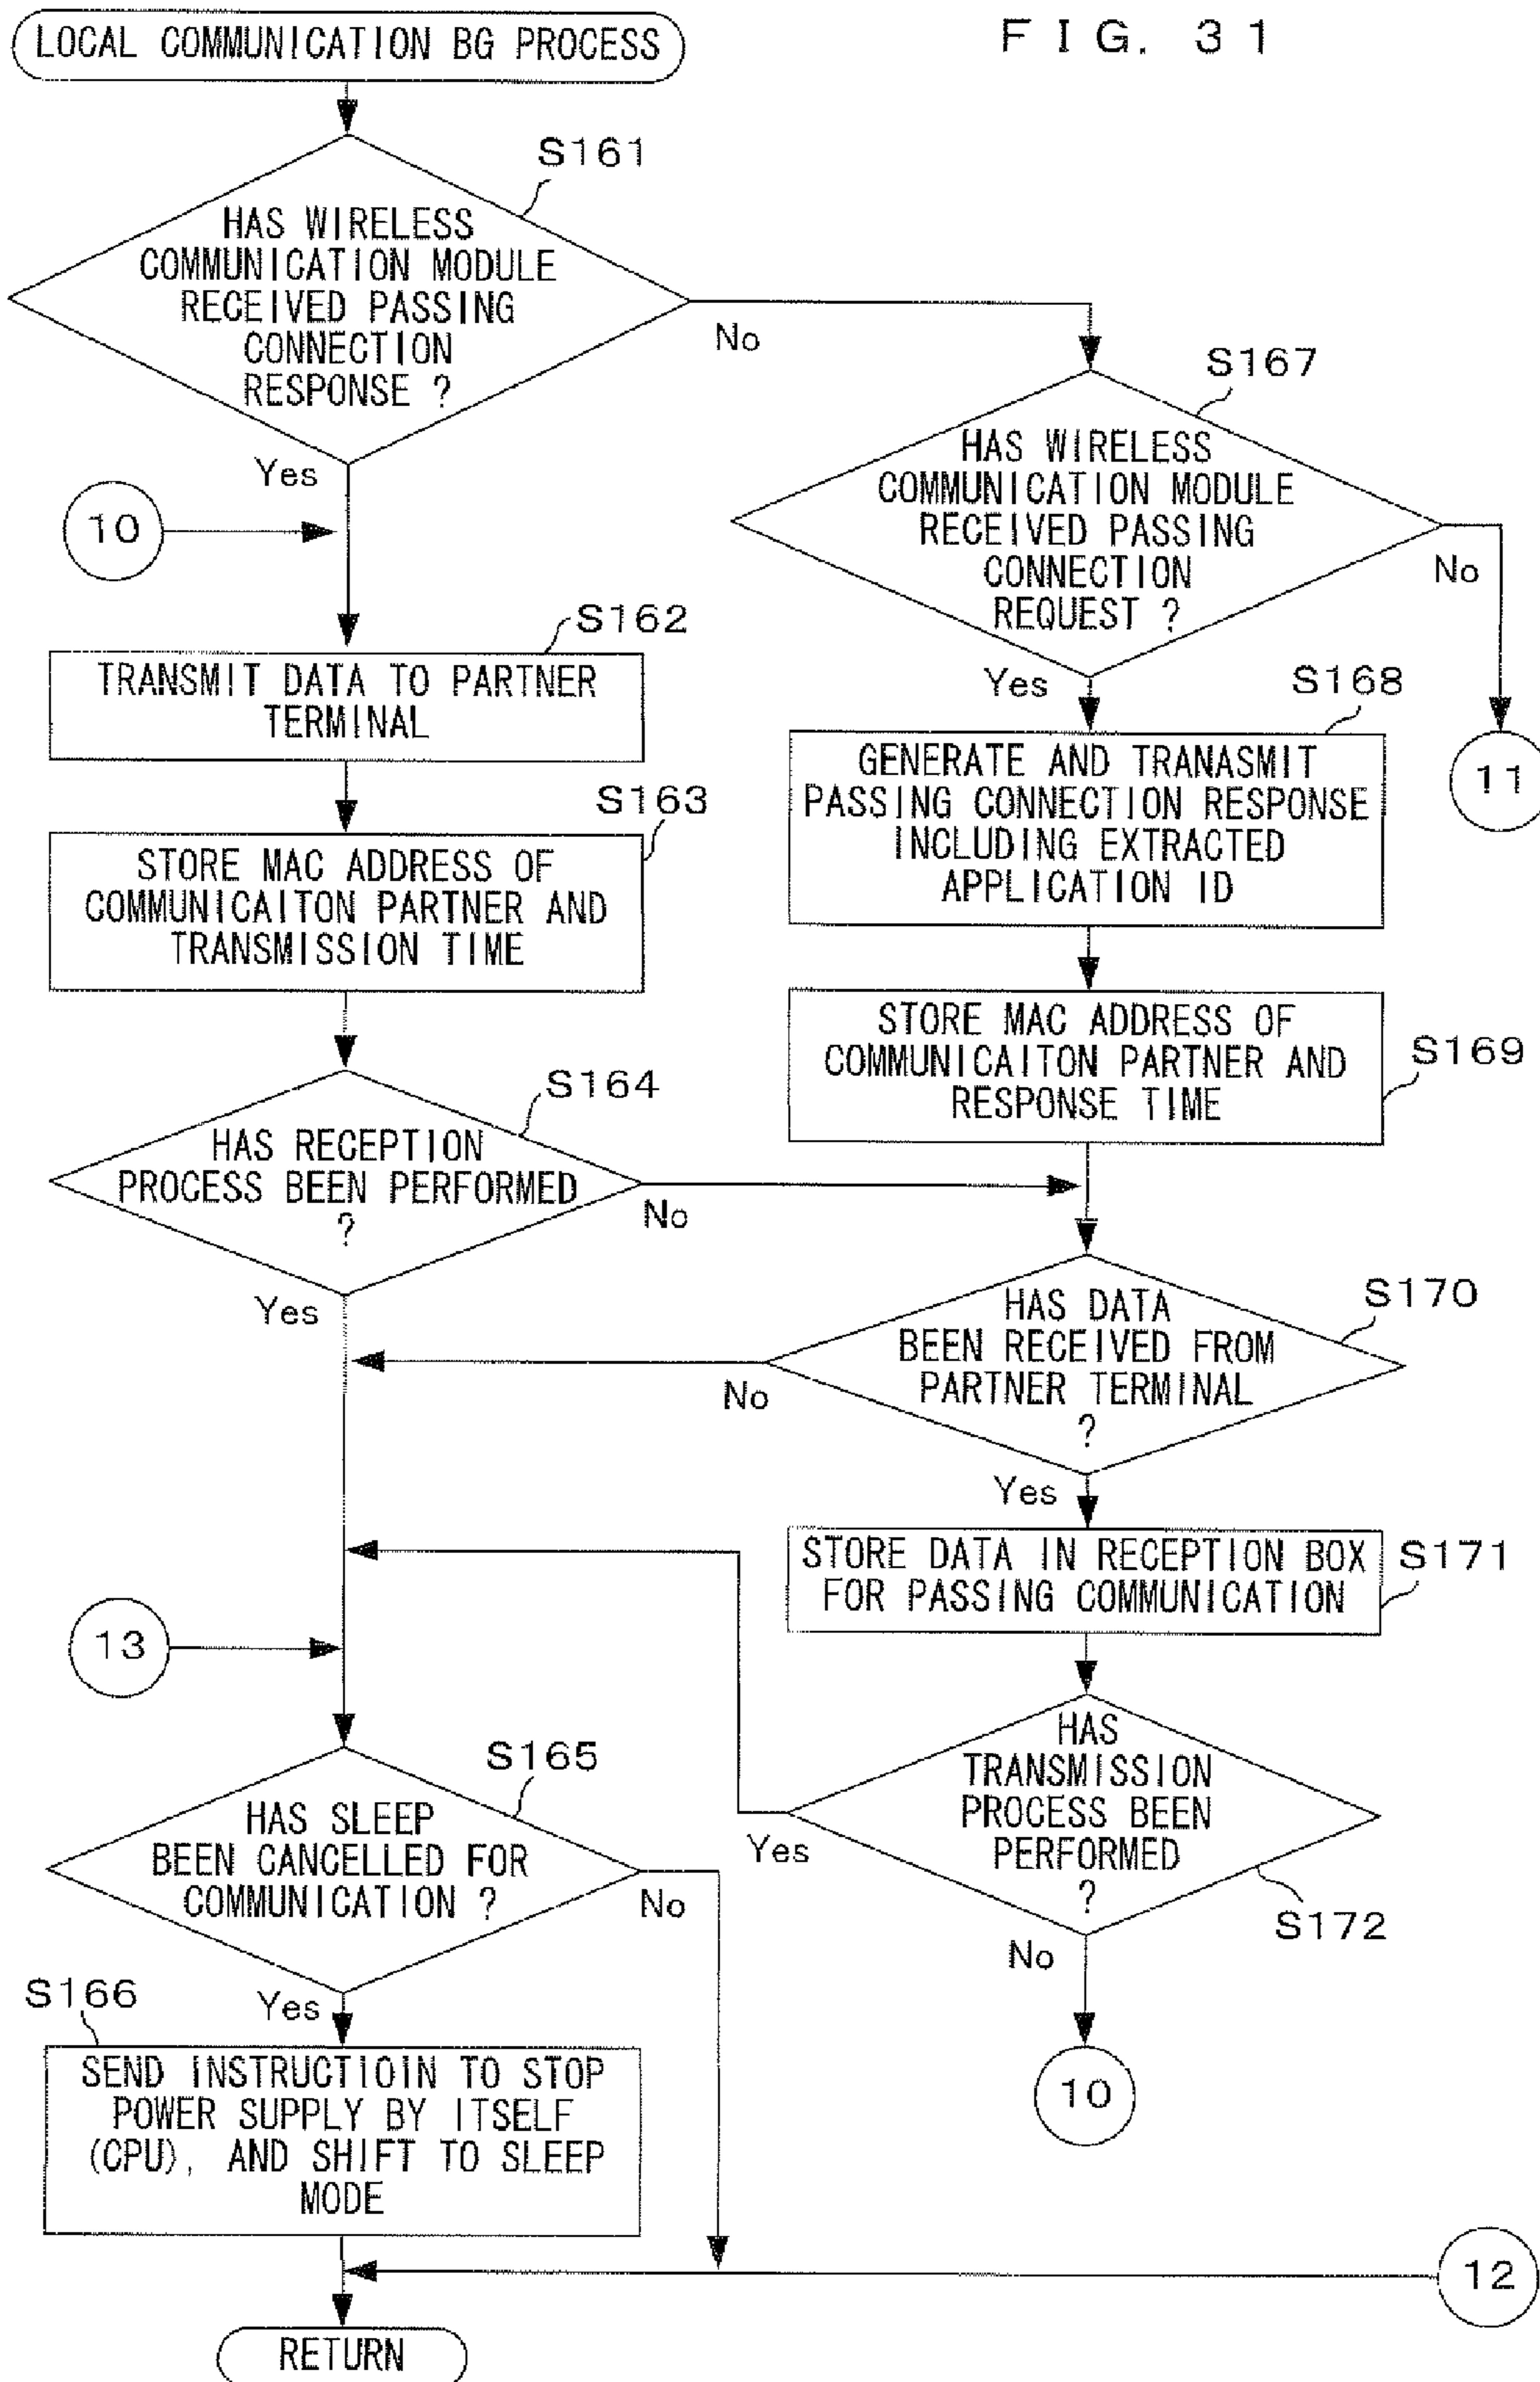 FIG. 31
LOCAL COMMUNICATION BG PROCESS
S161
HAS WIRELESS
COMMUNICATION MODULE
RECEIVED PASSING
CONNECTION
RESPONSE ?
No
Yes
10
S167
HAS WIRELESS
COMMUNICATION MODULE
RECEIVED PASSING
CONNECTION
REQUEST ?
No
Yes
11
S162
TRANSMIT DATA TO PARTNER
TERMINAL
S168
GENERATE AND TRANASMIT
PASSING CONNECTION RESPONSE
INCLUDING EXTRACTED
APPLICATION ID
S163
STORE MAC ADDRESS OF
COMMUNICAITON PARTNER AND
TRANSMISSION TIME
S169
STORE MAC ADDRESS OF
COMMUNICAITON PARTNER AND
RESPONSE TIME
S164
HAS RECEPTION
PROCESS BEEN PERFORMED
?
No
Yes
S170
HAS DATA
BEEN RECEIVED FROM
PARTNER TERMINAL
?
No
Yes
S171
STORE DATA IN RECEPTION BOX
FOR PASSING COMMUNICATION
13
S172
HAS
TRANSMISSION
PROCESS BEEN
PERFORMED
?
Yes
No
10
S165
HAS SLEEP
BEEN CANCELLED FOR
COMMUNICATION ?
No
Yes
S166
SEND INSTRUCTIOIN TO STOP
POWER SUPPLY BY ITSELF
(CPU), AND SHIFT TO SLEEP
MODE
12
RETURN